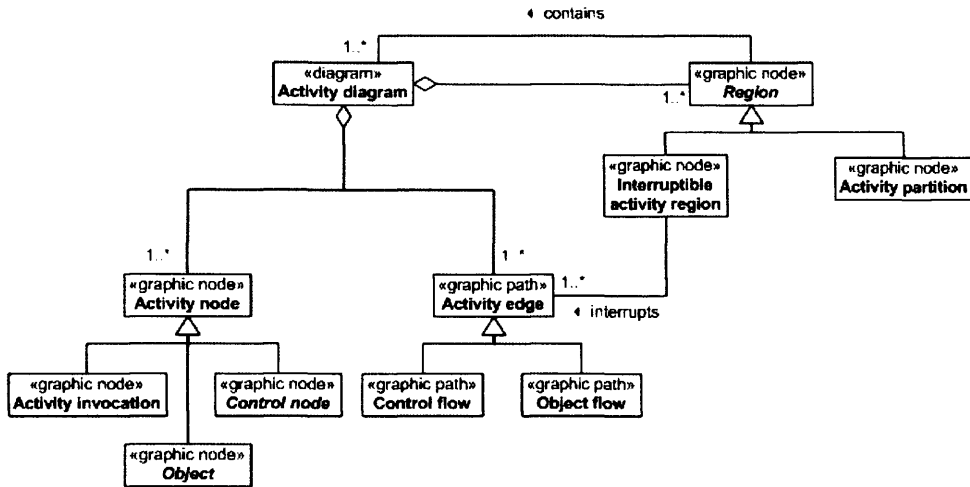 ◄ contains
1..*
«diagram»
Activity diagram
«graphic node»
Region
1..*
«graphic node»
Interruptible
activity region
«graphic node»
Activity partition
1..*
1..*
«graphic node»
Activity node
«graphic path»
Activity edge
1..*
◄ interrupts
«graphic node»
Activity invocation
«graphic node»
Control node
«graphic path»
Control flow
«graphic path»
Object flow
«graphic node»
Object